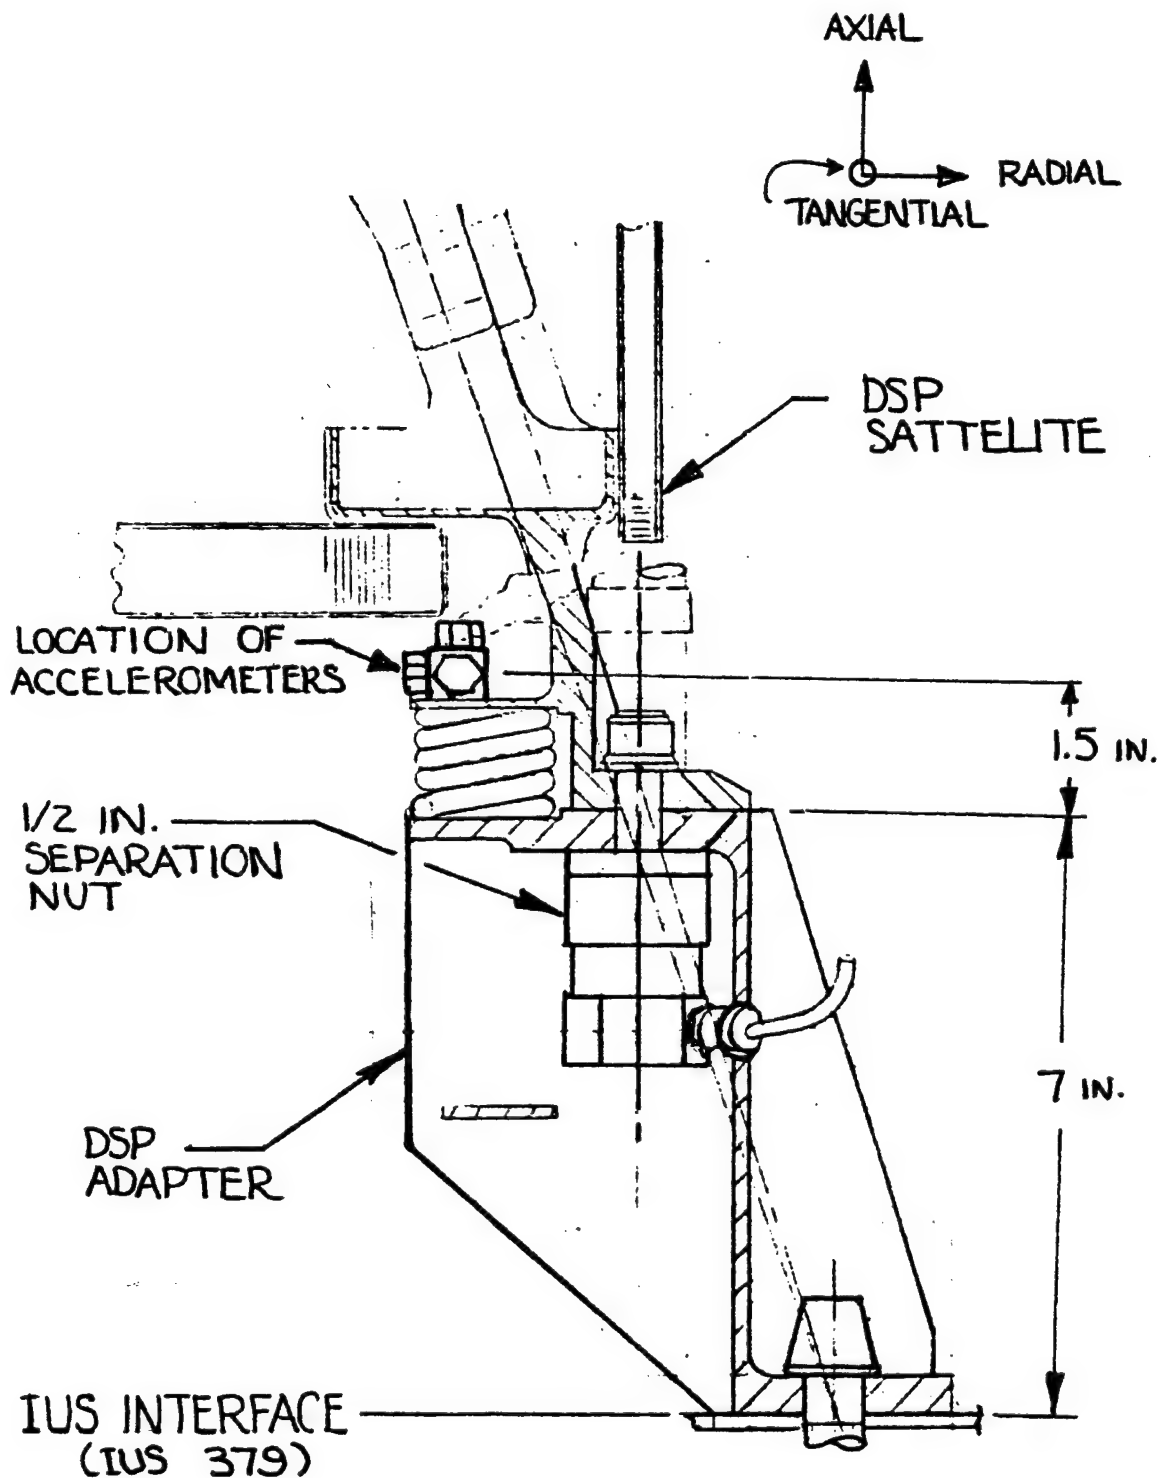 AXIAL
RADIAL
TANGENTIAL
DSP
SATTELITE
LOCATION OF
ACCELEROMETERS
1.5 IN.
1/2 IN.
SEPARATION
NUT
7 IN.
DSP
ADAPTER
IUS INTERFACE
(IUS 379)